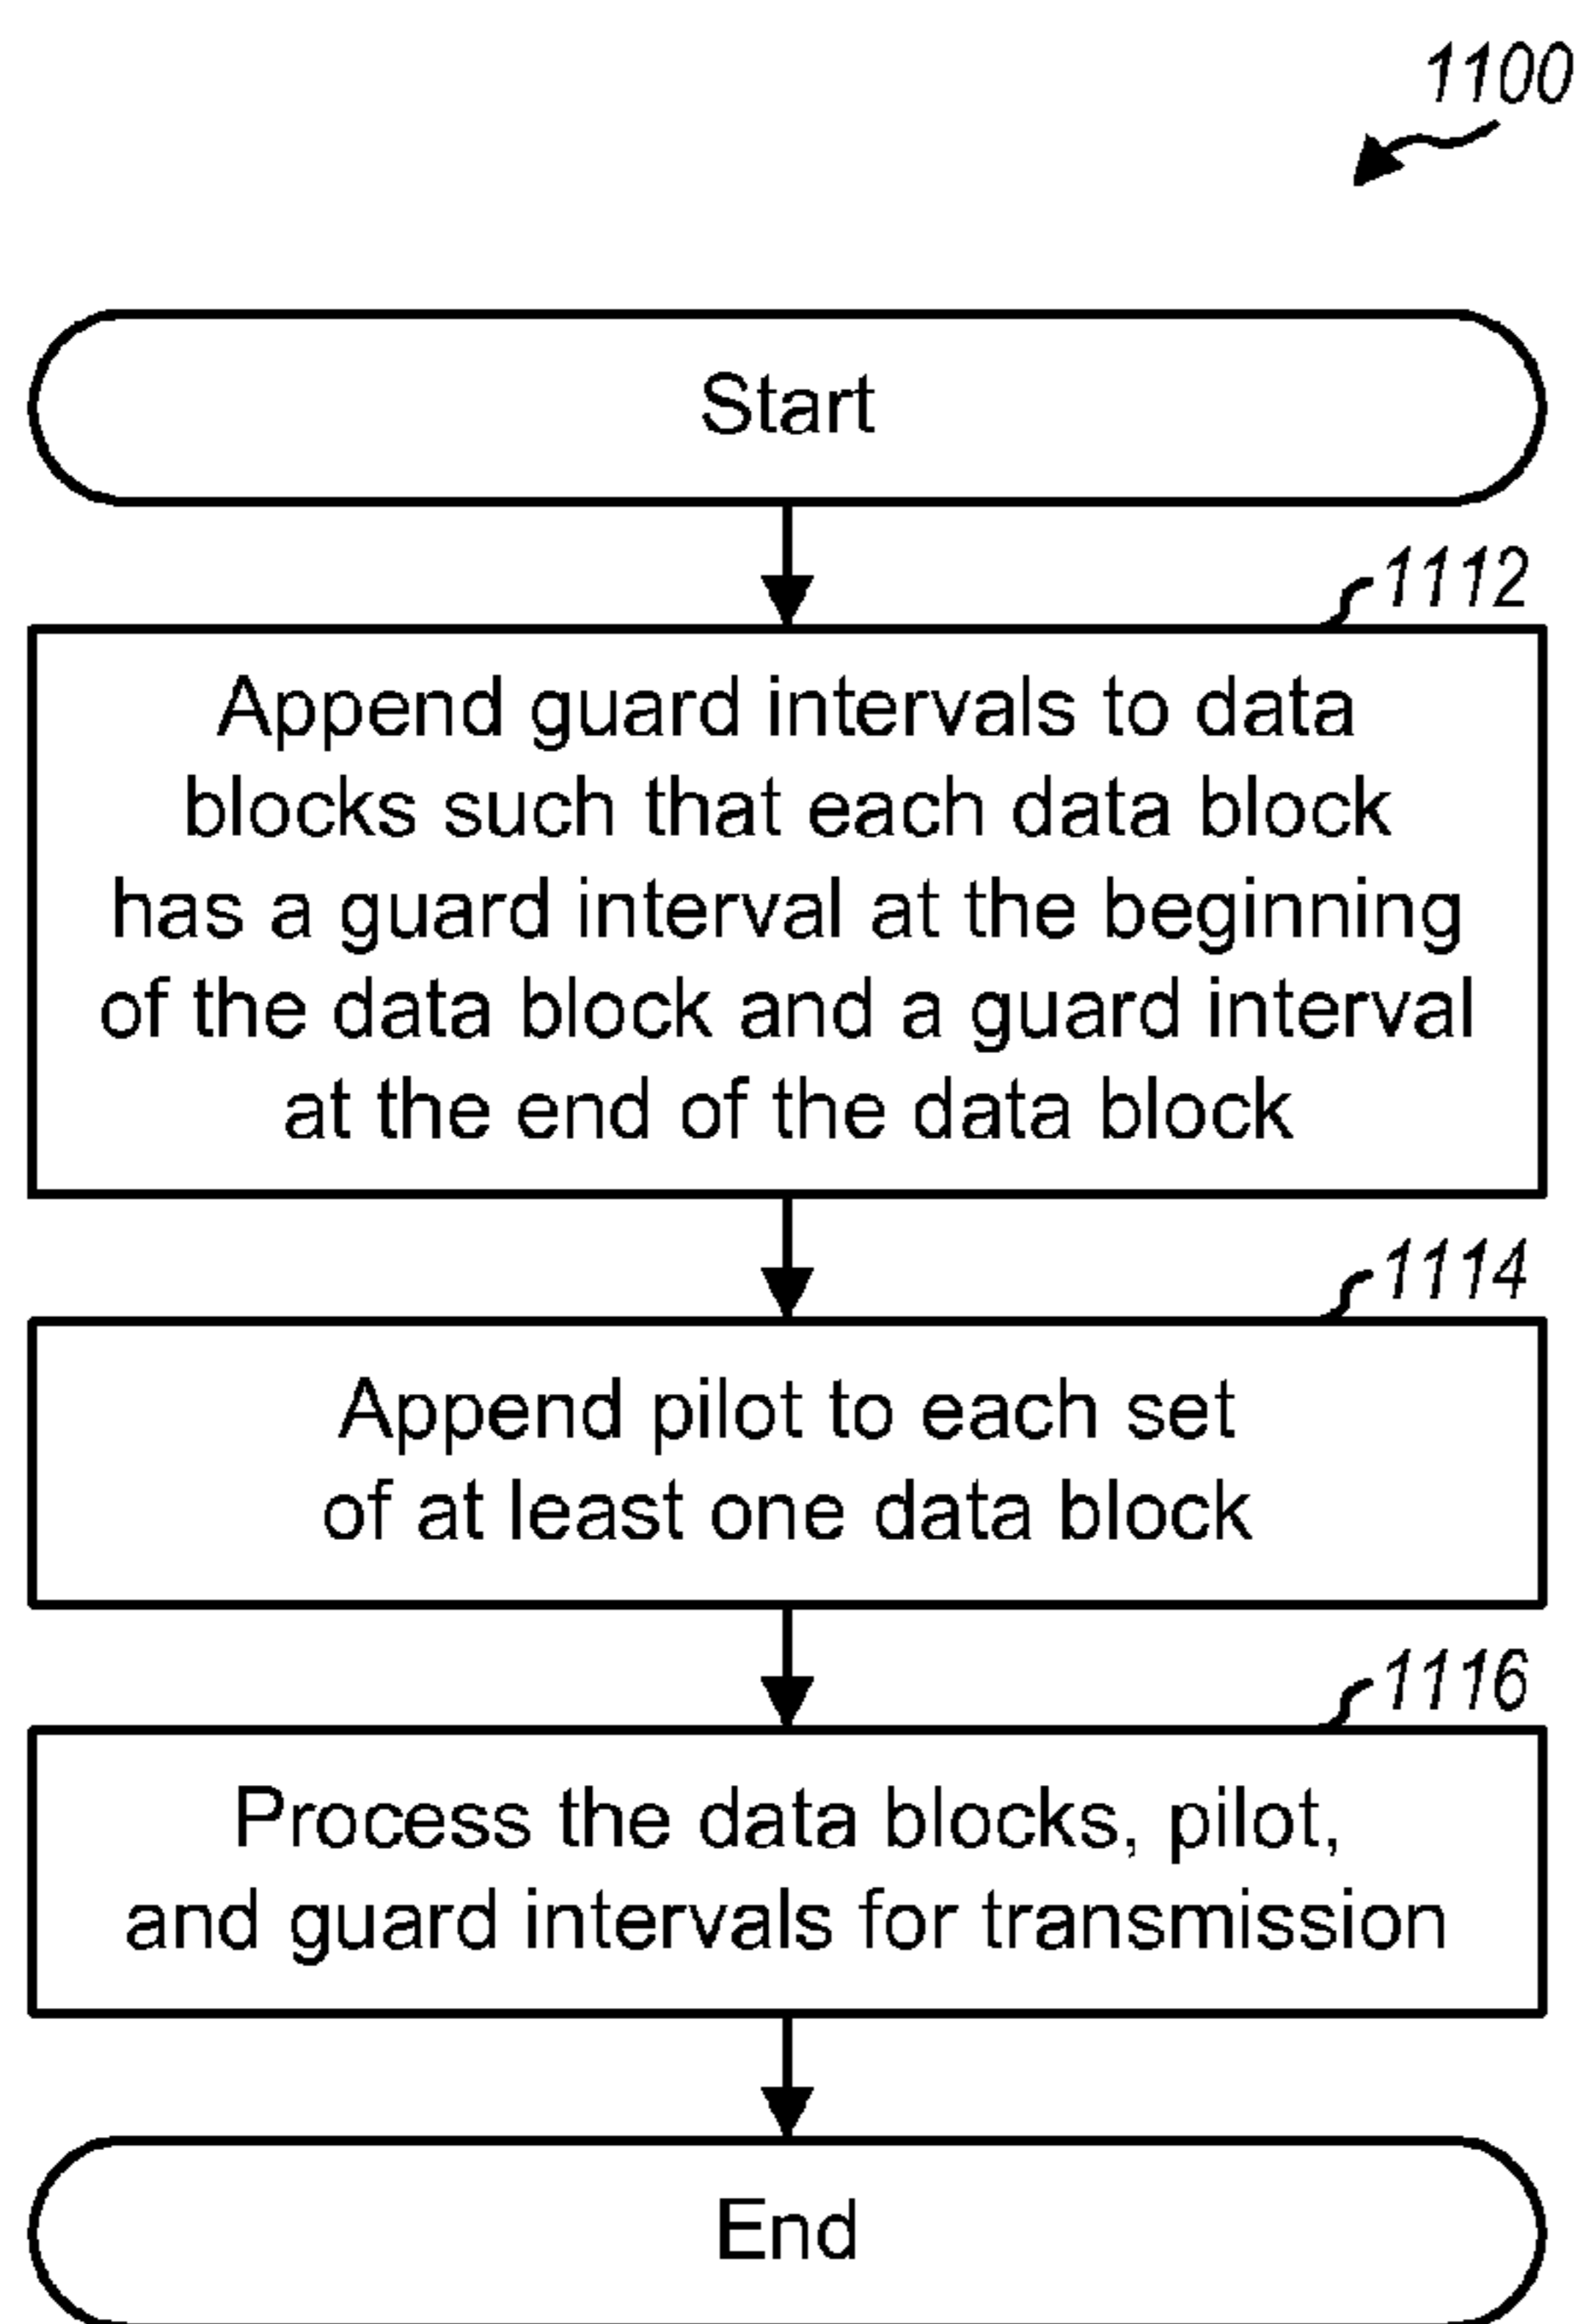 1100
Start
1112
Append guard intervals to data
blocks such that each data block
has a guard interval at the beginning
of the data block and a guard interval
at the end of the data block
1114
Append pilot to each set
of at least one data block
1116
Process the data blocks, pilot,
and guard intervals for transmission
End